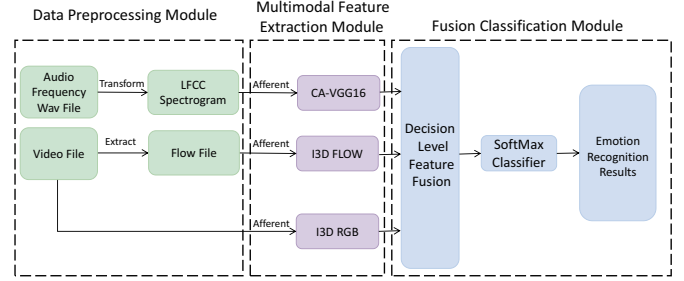 Data Preprocessing Module
Multimodal Feature
Extraction Module
Fusion Classification Module
Audio
Frequency
Wav File
Transform
LFCC
Spectrogram
Afferent
CA-VGG16
Video File
Extract
Flow File
Afferent
I3D FLOW
Afferent
I3D RGB
Decision
Level
Feature
Fusion
SoftMax
Classifier
Emotion
Recognition
Results